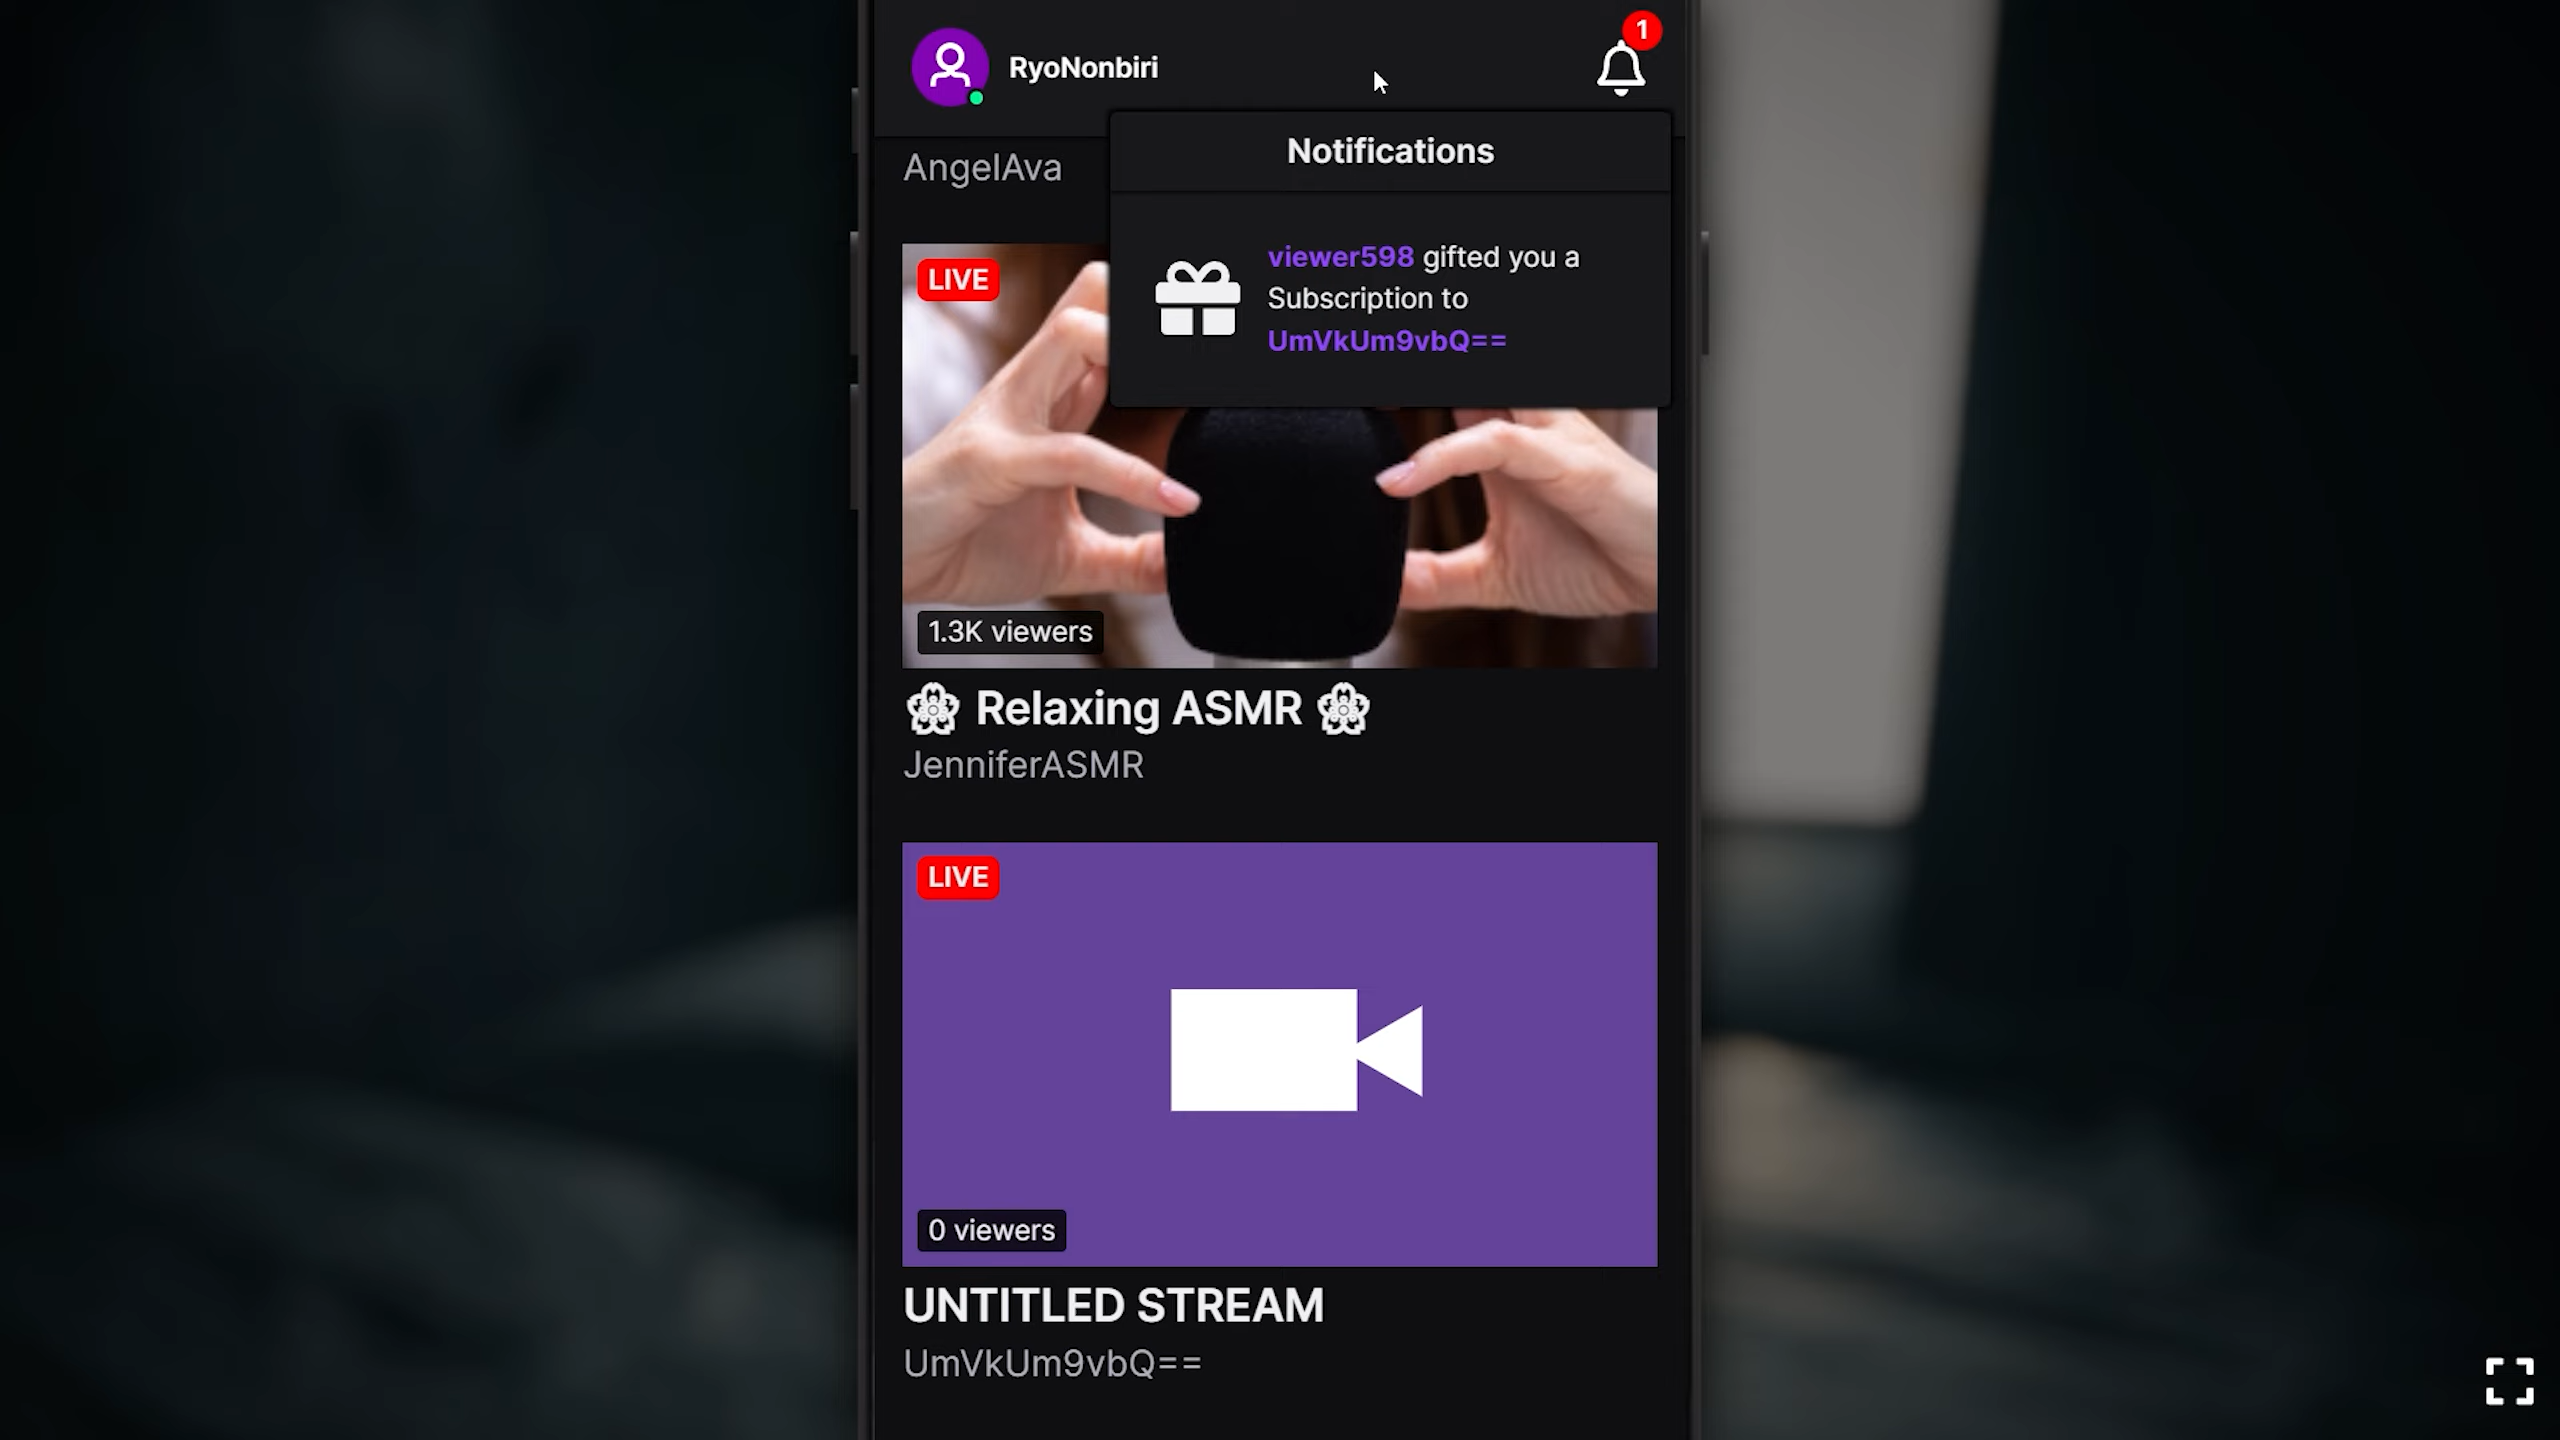 RyoNonbiri
1
AngelAva
Notifications
viewer598 gifted you a
Subscription to
UmVkUm9vbQ==
LIVE
1.3K viewers
Relaxing ASMR
JenniferASMR
LIVE
0 viewers
UNTITLED STREAM
UmVkUm9vbQ==